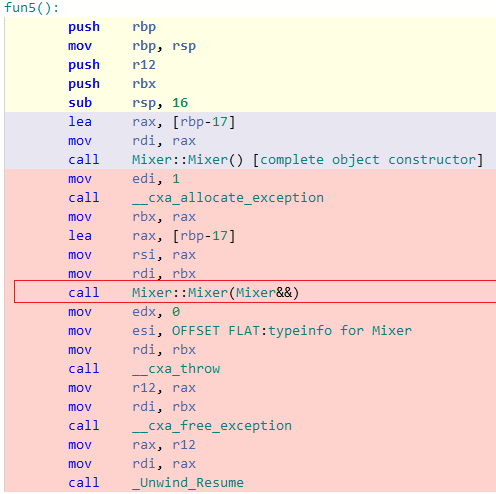 fun5():
push rbp
mov rbp, rsp
push r12
push rbx
sub rsp, 16
lea rax, [rbp-17]
mov rdi, rax
call Mixer::Mixer() [complete object constructor]
mov edi, 1
call __cxa_allocate_exception
mov rbx, rax
lea rax, [rbp-17]
mov rsi, rax
mov rdi, rbx
call Mixer::Mixer(Mixer&&)
mov edx, 0
mov esi, OFFSET FLAT:typeinfo for Mixer
mov rdi, rbx
call __cxa_throw
mov r12, rax
mov rdi, rbx
call __cxa_free_exception
mov rax, r12
mov rdi, rax
call _Unwind_Resume